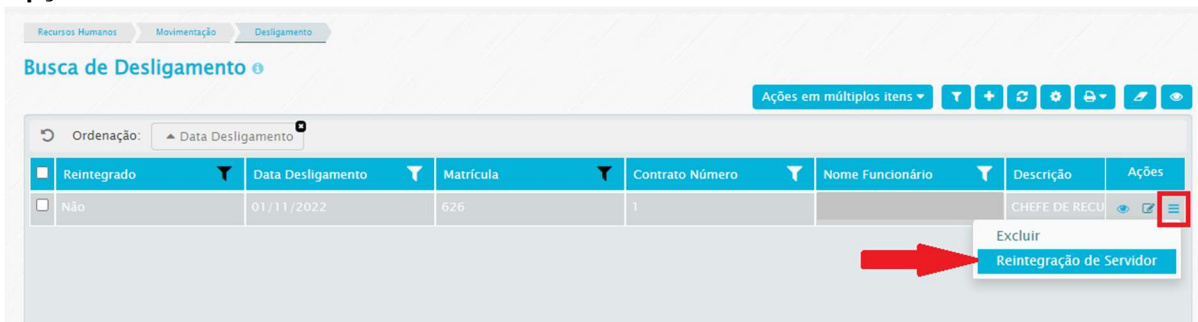 Recursos Humanos Movimentação Desligamento
Busca de Desligamento
Ações em múltiplos itens
Ordenação: Data Desligamento
Reintegrado Data Desligamento Matrícula Contrato Número Nome Funcionário Descrição Ações
Não 01/11/2022 626 1 CHEFE DE RECU
Excluir
Reintegração de Servidor